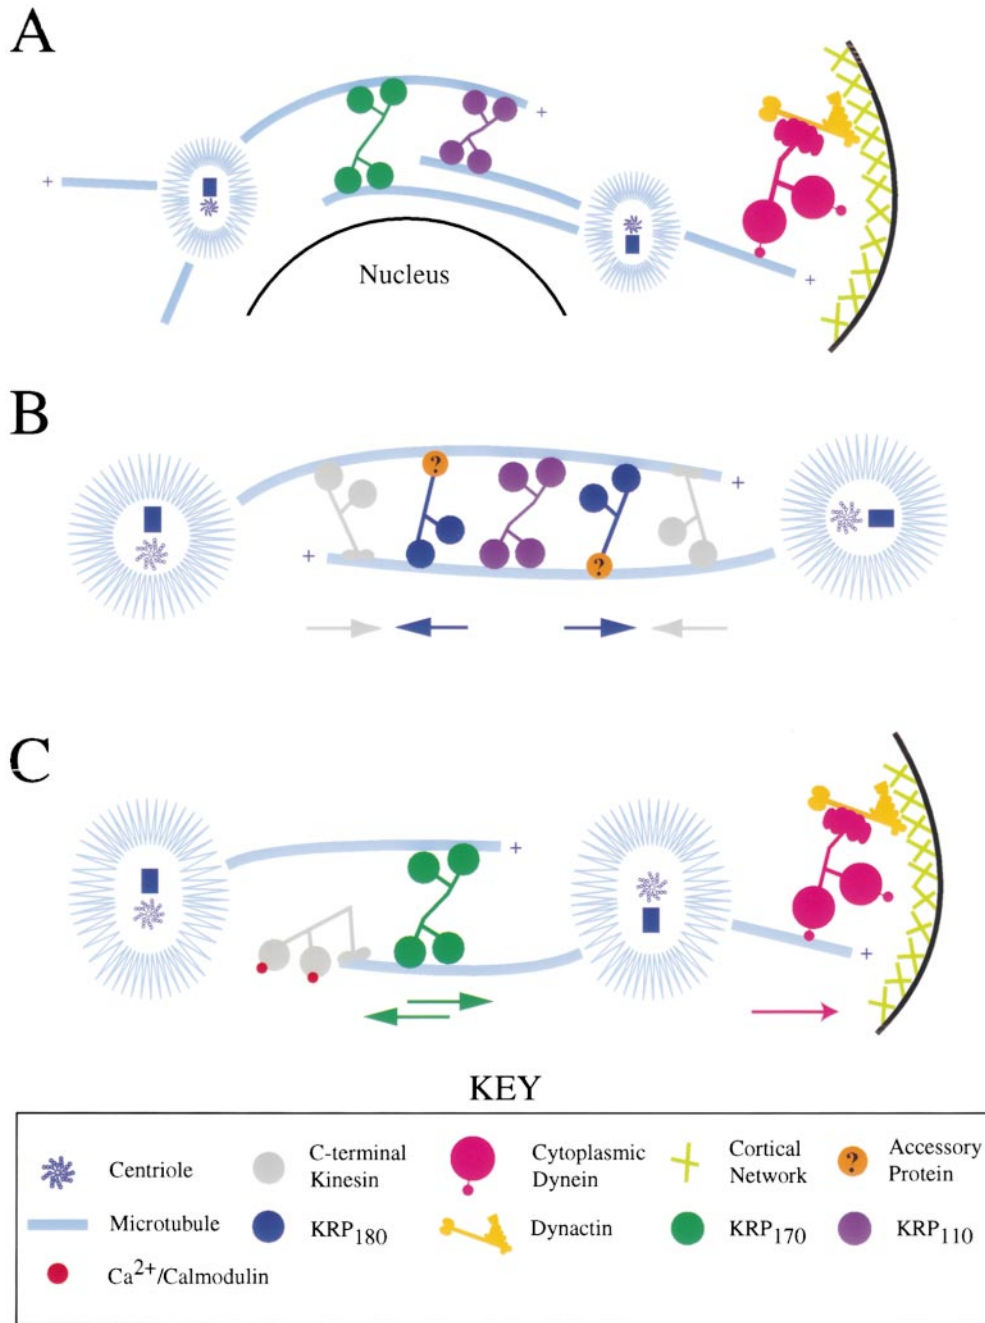 A
+
+
Nucleus
+
B
? +
+ ?
C
+
+
KEY
Centriole
C-terminal
Kinesin
Cytoplasmic
Dynein
Cortical
Network
? Accessory
Protein
Microtubule
KRP180
Dynactin
KRP170
KRP110
Ca2+/Calmodulin